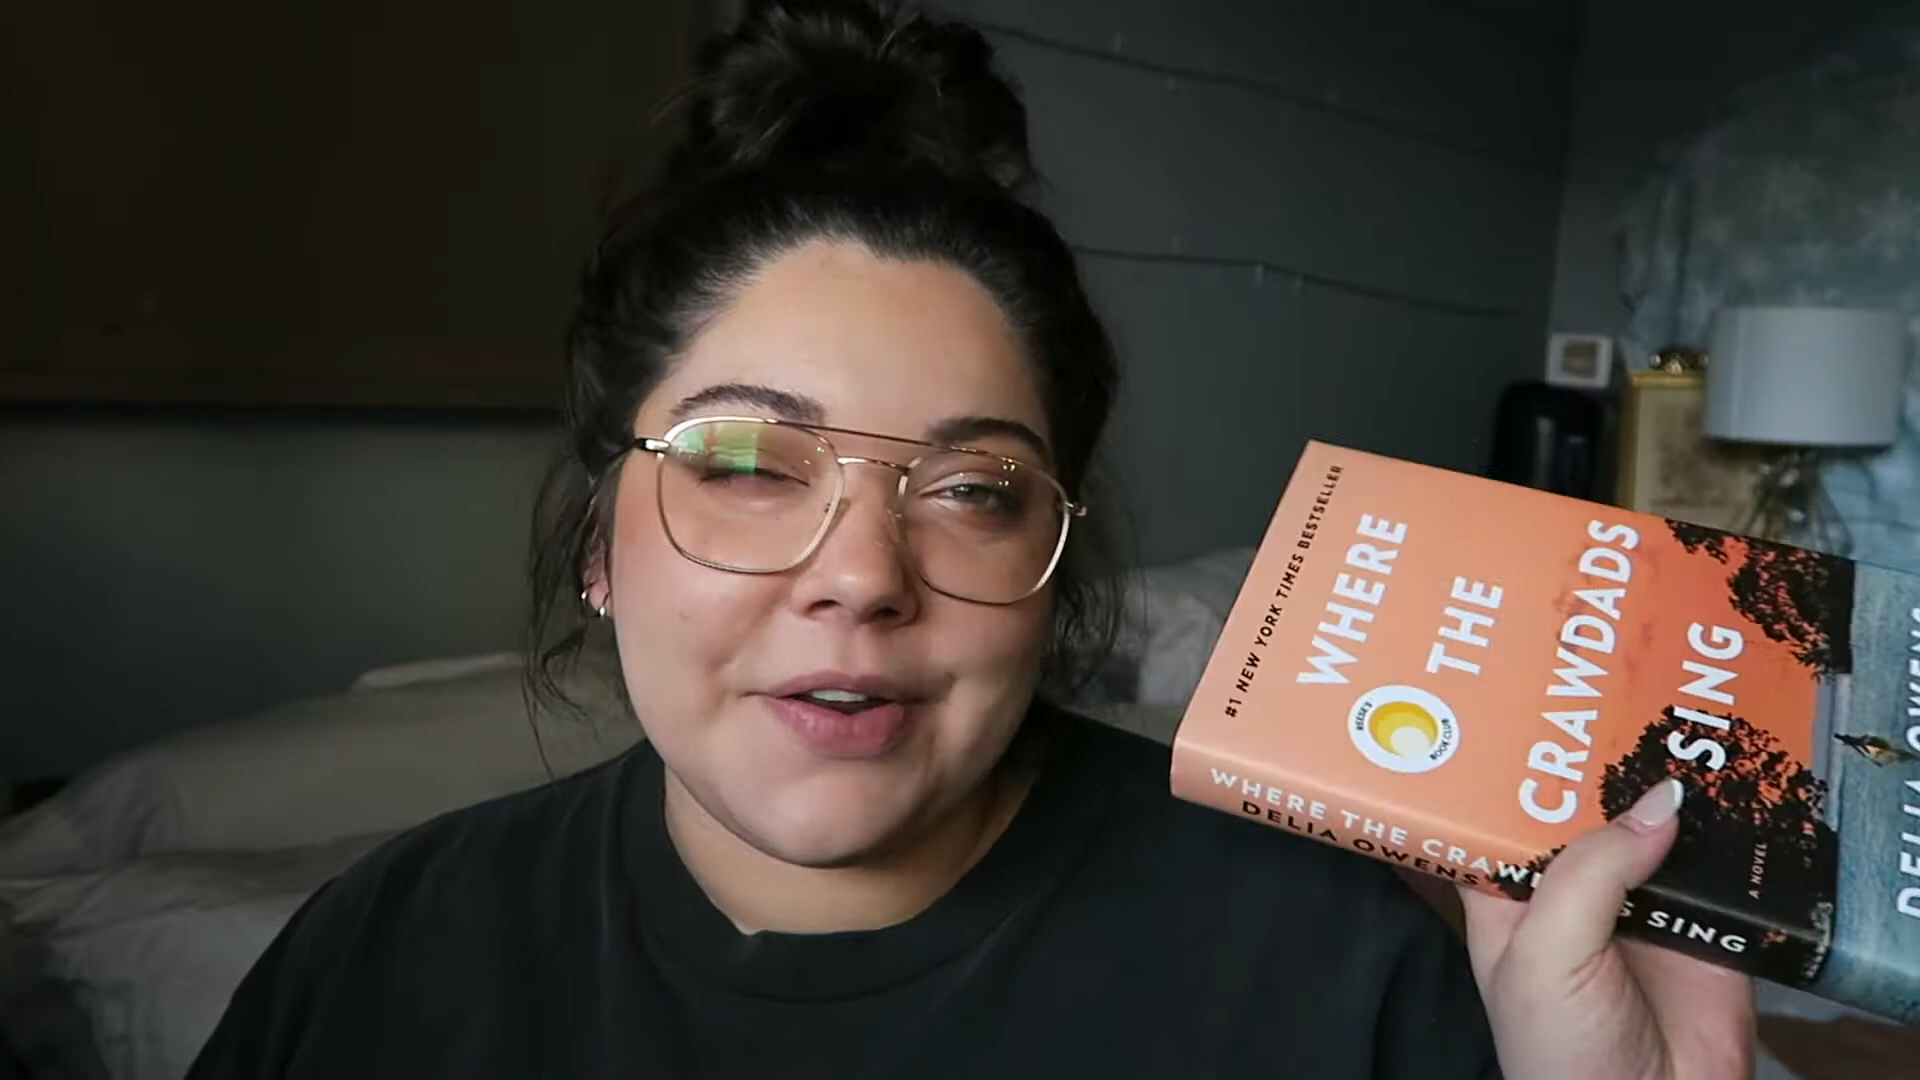 #1 NEW YORK TIMES BESTSELLER
WHERE
THE
CRAWDADS
SING
REESE'S
BOOK CLUB
A NOVEL
DELIA OWENS
WHERE THE CRAW
S SING
DELIA OWENS